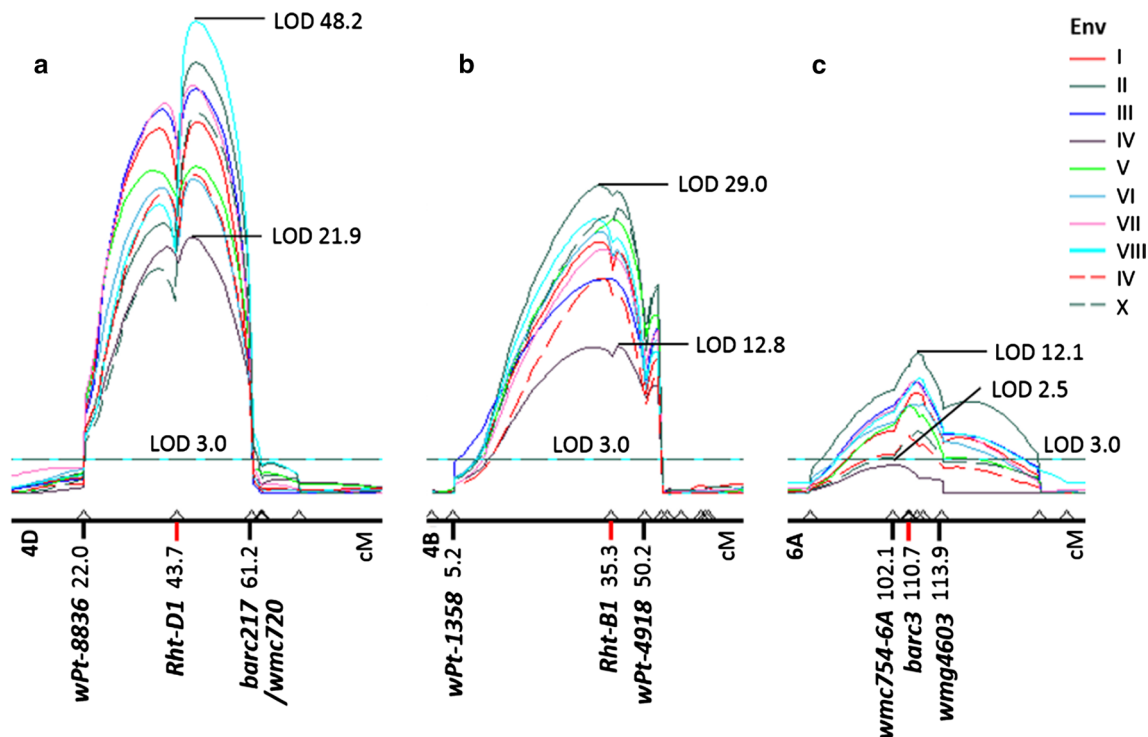 a
LOD 48.2
LOD 21.9
LOD 3.0
4D
cM
wPt-8836 22.0
Rht-D1 43.7
barc217 61.2
/wmc720
b
LOD 29.0
LOD 12.8
LOD 3.0
4B
cM
wPt-1358 5.2
Rht-B1 35.3
wPt-4918 50.2
c
LOD 12.1
LOD 2.5
LOD 3.0
6A
cM
wmc754-6A 102.1
barc3 110.7
wmg4603 113.9
Env
I
II
III
IV
V
VI
VII
VIII
IV
X